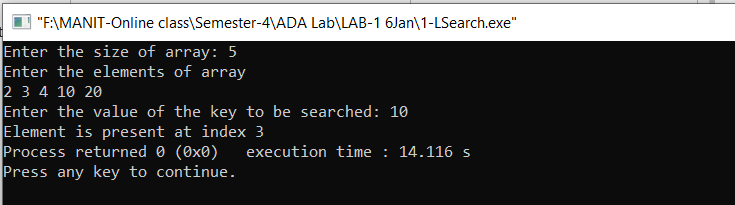 "F:\MANIT-Online class\Semester-4\ADA Lab\LAB-1 6Jan\1-LSearch.exe"
Enter the size of array: 5
Enter the elements of array
2 3 4 10 20
Enter the value of the key to be searched: 10
Element is present at index 3
Process returned 0 (0x0)   execution time : 14.116 s
Press any key to continue.